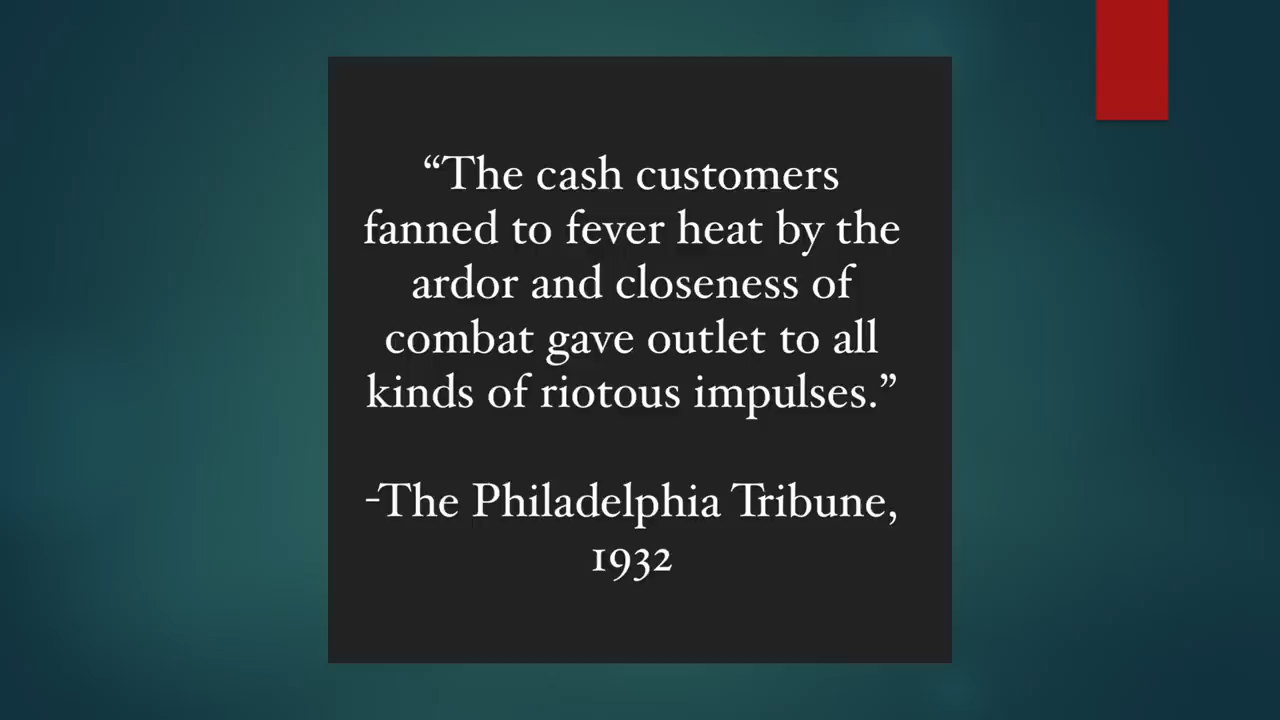 “The cash customers
fanned to fever heat by the
ardor and closeness of
combat gave outlet to all
kinds of riotous impulses.”
-The Philadelphia Tribune,
1932